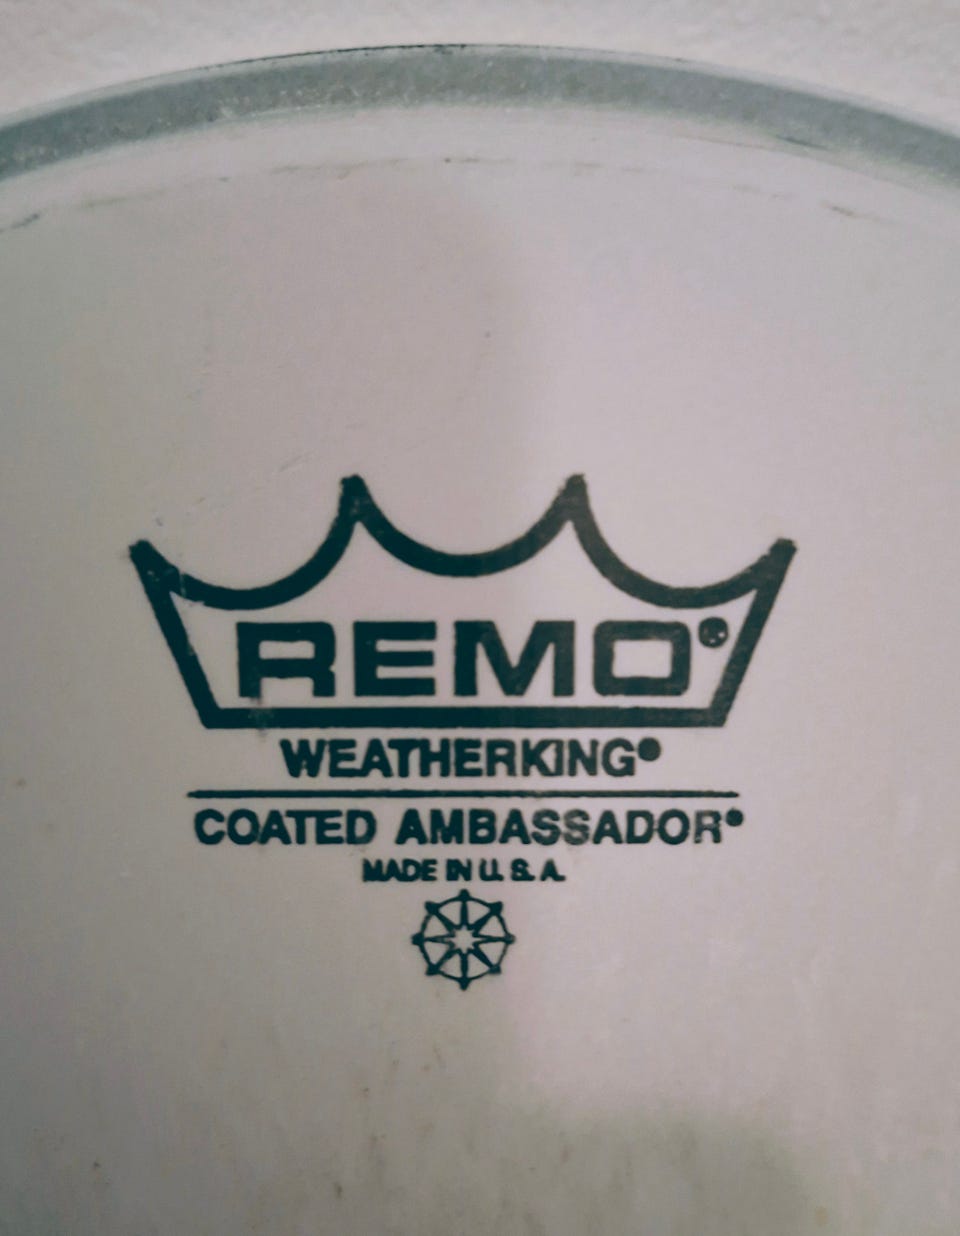 REMO®
WEATHERKING®
COATED AMBASSADOR®
MADE IN U.S.A.